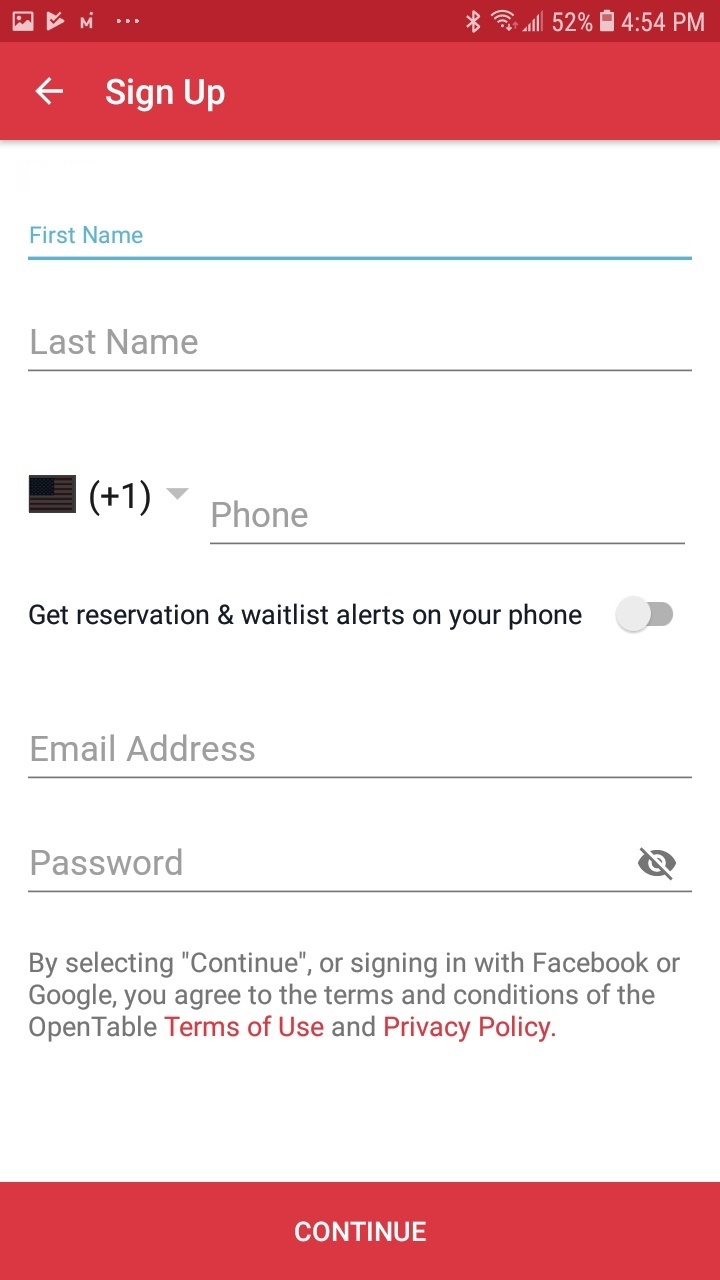 52% 4:54 PM
Sign Up
First Name
Last Name
(+1)
Phone
Get reservation & waitlist alerts on your phone
Email Address
Password
By selecting "Continue", or signing in with Facebook or
Google, you agree to the terms and conditions of the
OpenTable Terms of Use and Privacy Policy.
CONTINUE